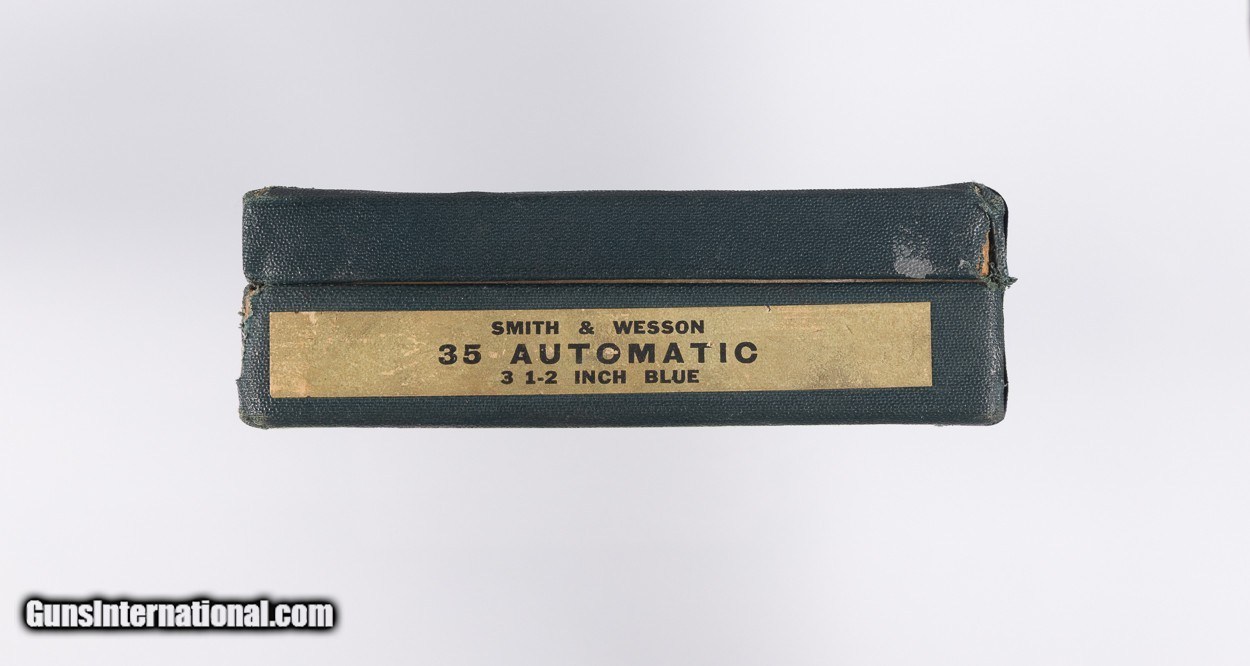 SMITH & WESSON
35 AUTOMATIC
3 1-2 INCH BLUE
GunsInternational.com